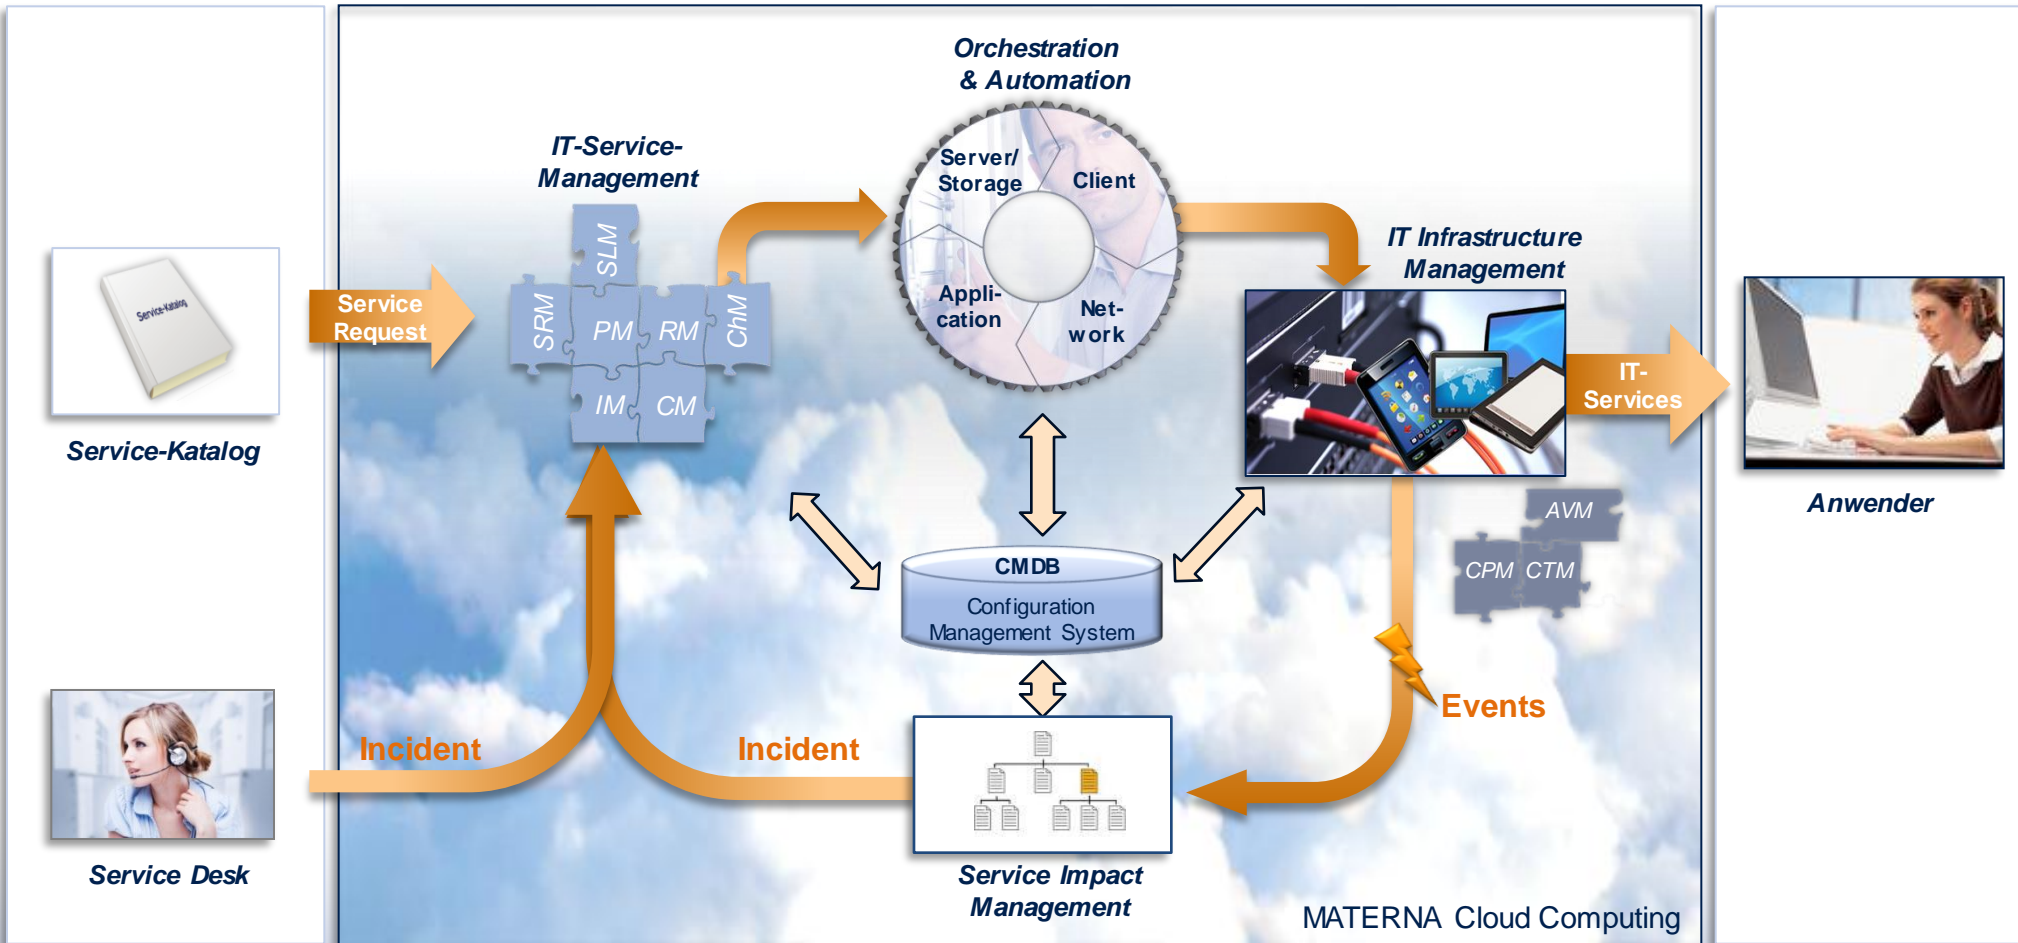 Orchestration
& Automation
IT-Service-
Management
Server/
Storage
Client
Appli-
cation
Net-
work
SLM
SRM
PM
RM
ChM
IM
CM
IT Infrastructure
Management
Service-Katalog
Service
Request
Service-Katalog
IT-
Services
Anwender
AVM
CPM
CTM
CMDB
Configuration
Management System
Events
Incident
Incident
Service Desk
Service Impact
Management
MATERNA Cloud Computing